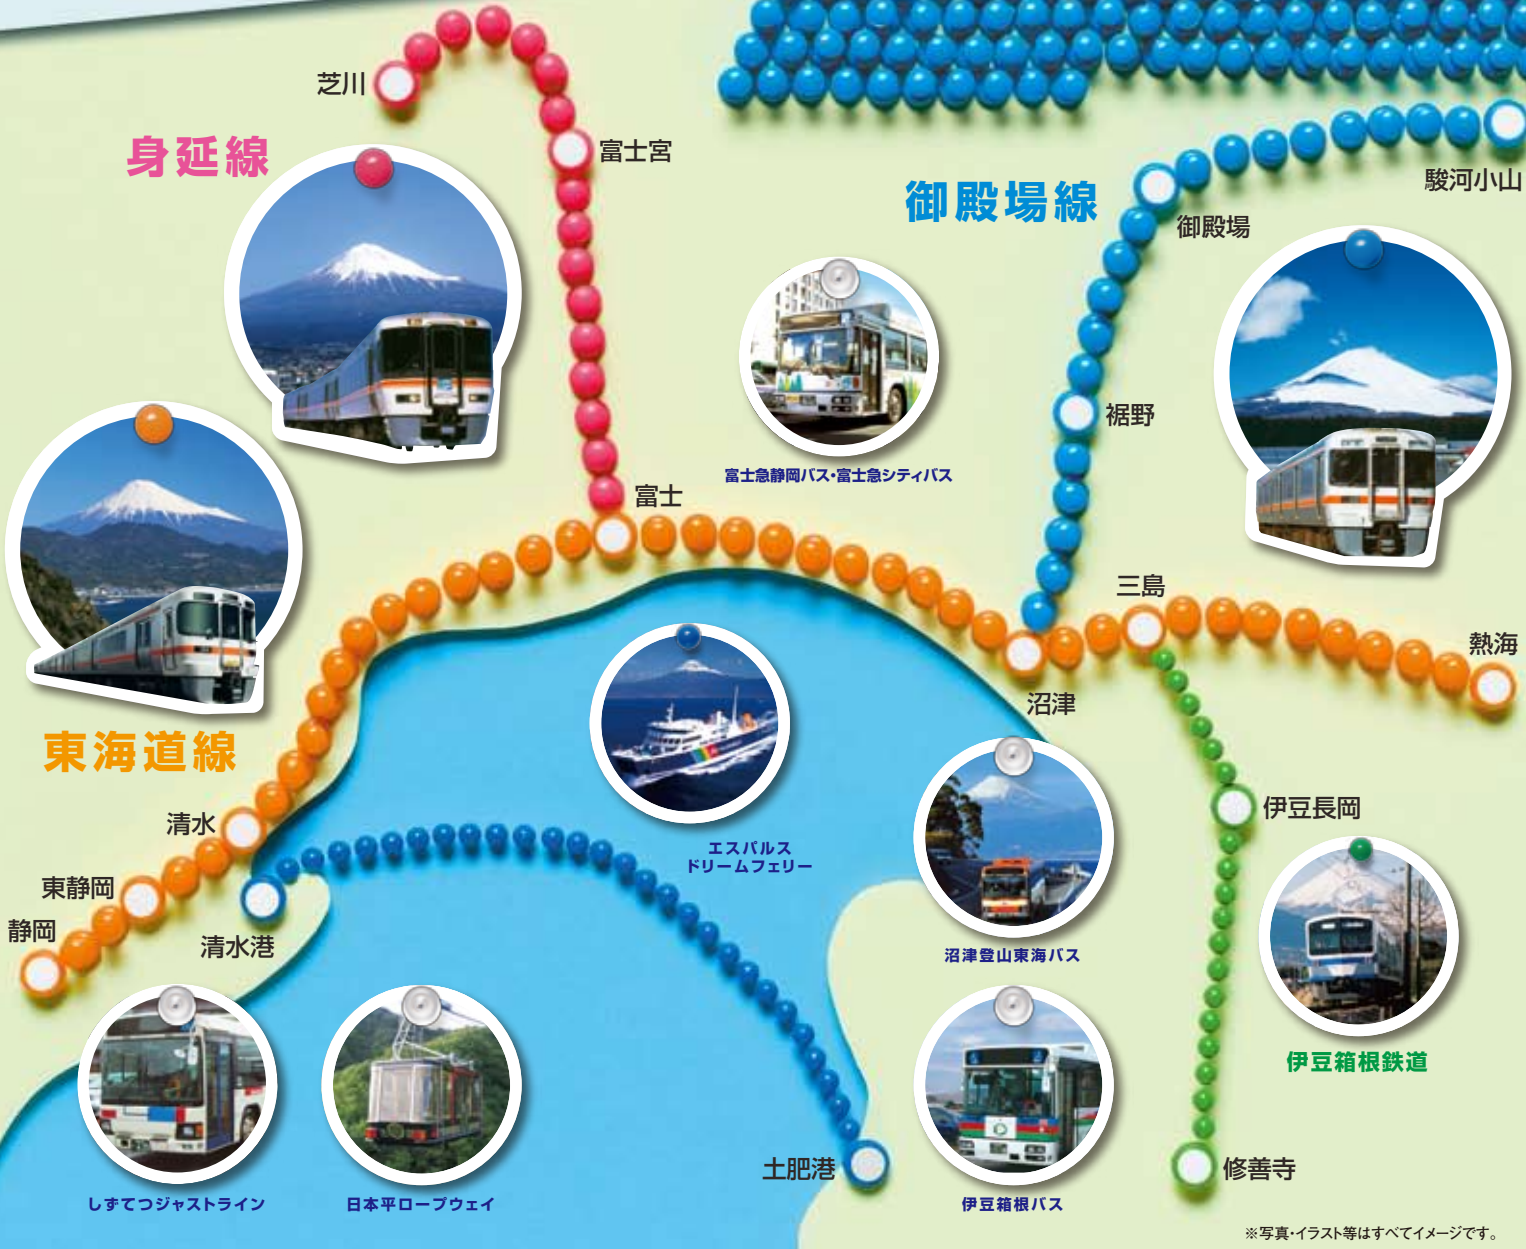 芝川
身延線
富士宮
御殿場線
駿河小山
御殿場
裾野
富士急静岡バス・富士急シティバス
富士
三島
熱海
沼津
東海道線
清水
伊豆長岡
エスパルス
ドリームフェリー
東静岡
静岡
清水港
沼津登山東海バス
伊豆箱根鉄道
土肥港
修善寺
しずてつジャストライン
日本平ロープウェイ
伊豆箱根バス
※写真・イラスト等はすべてイメージです。